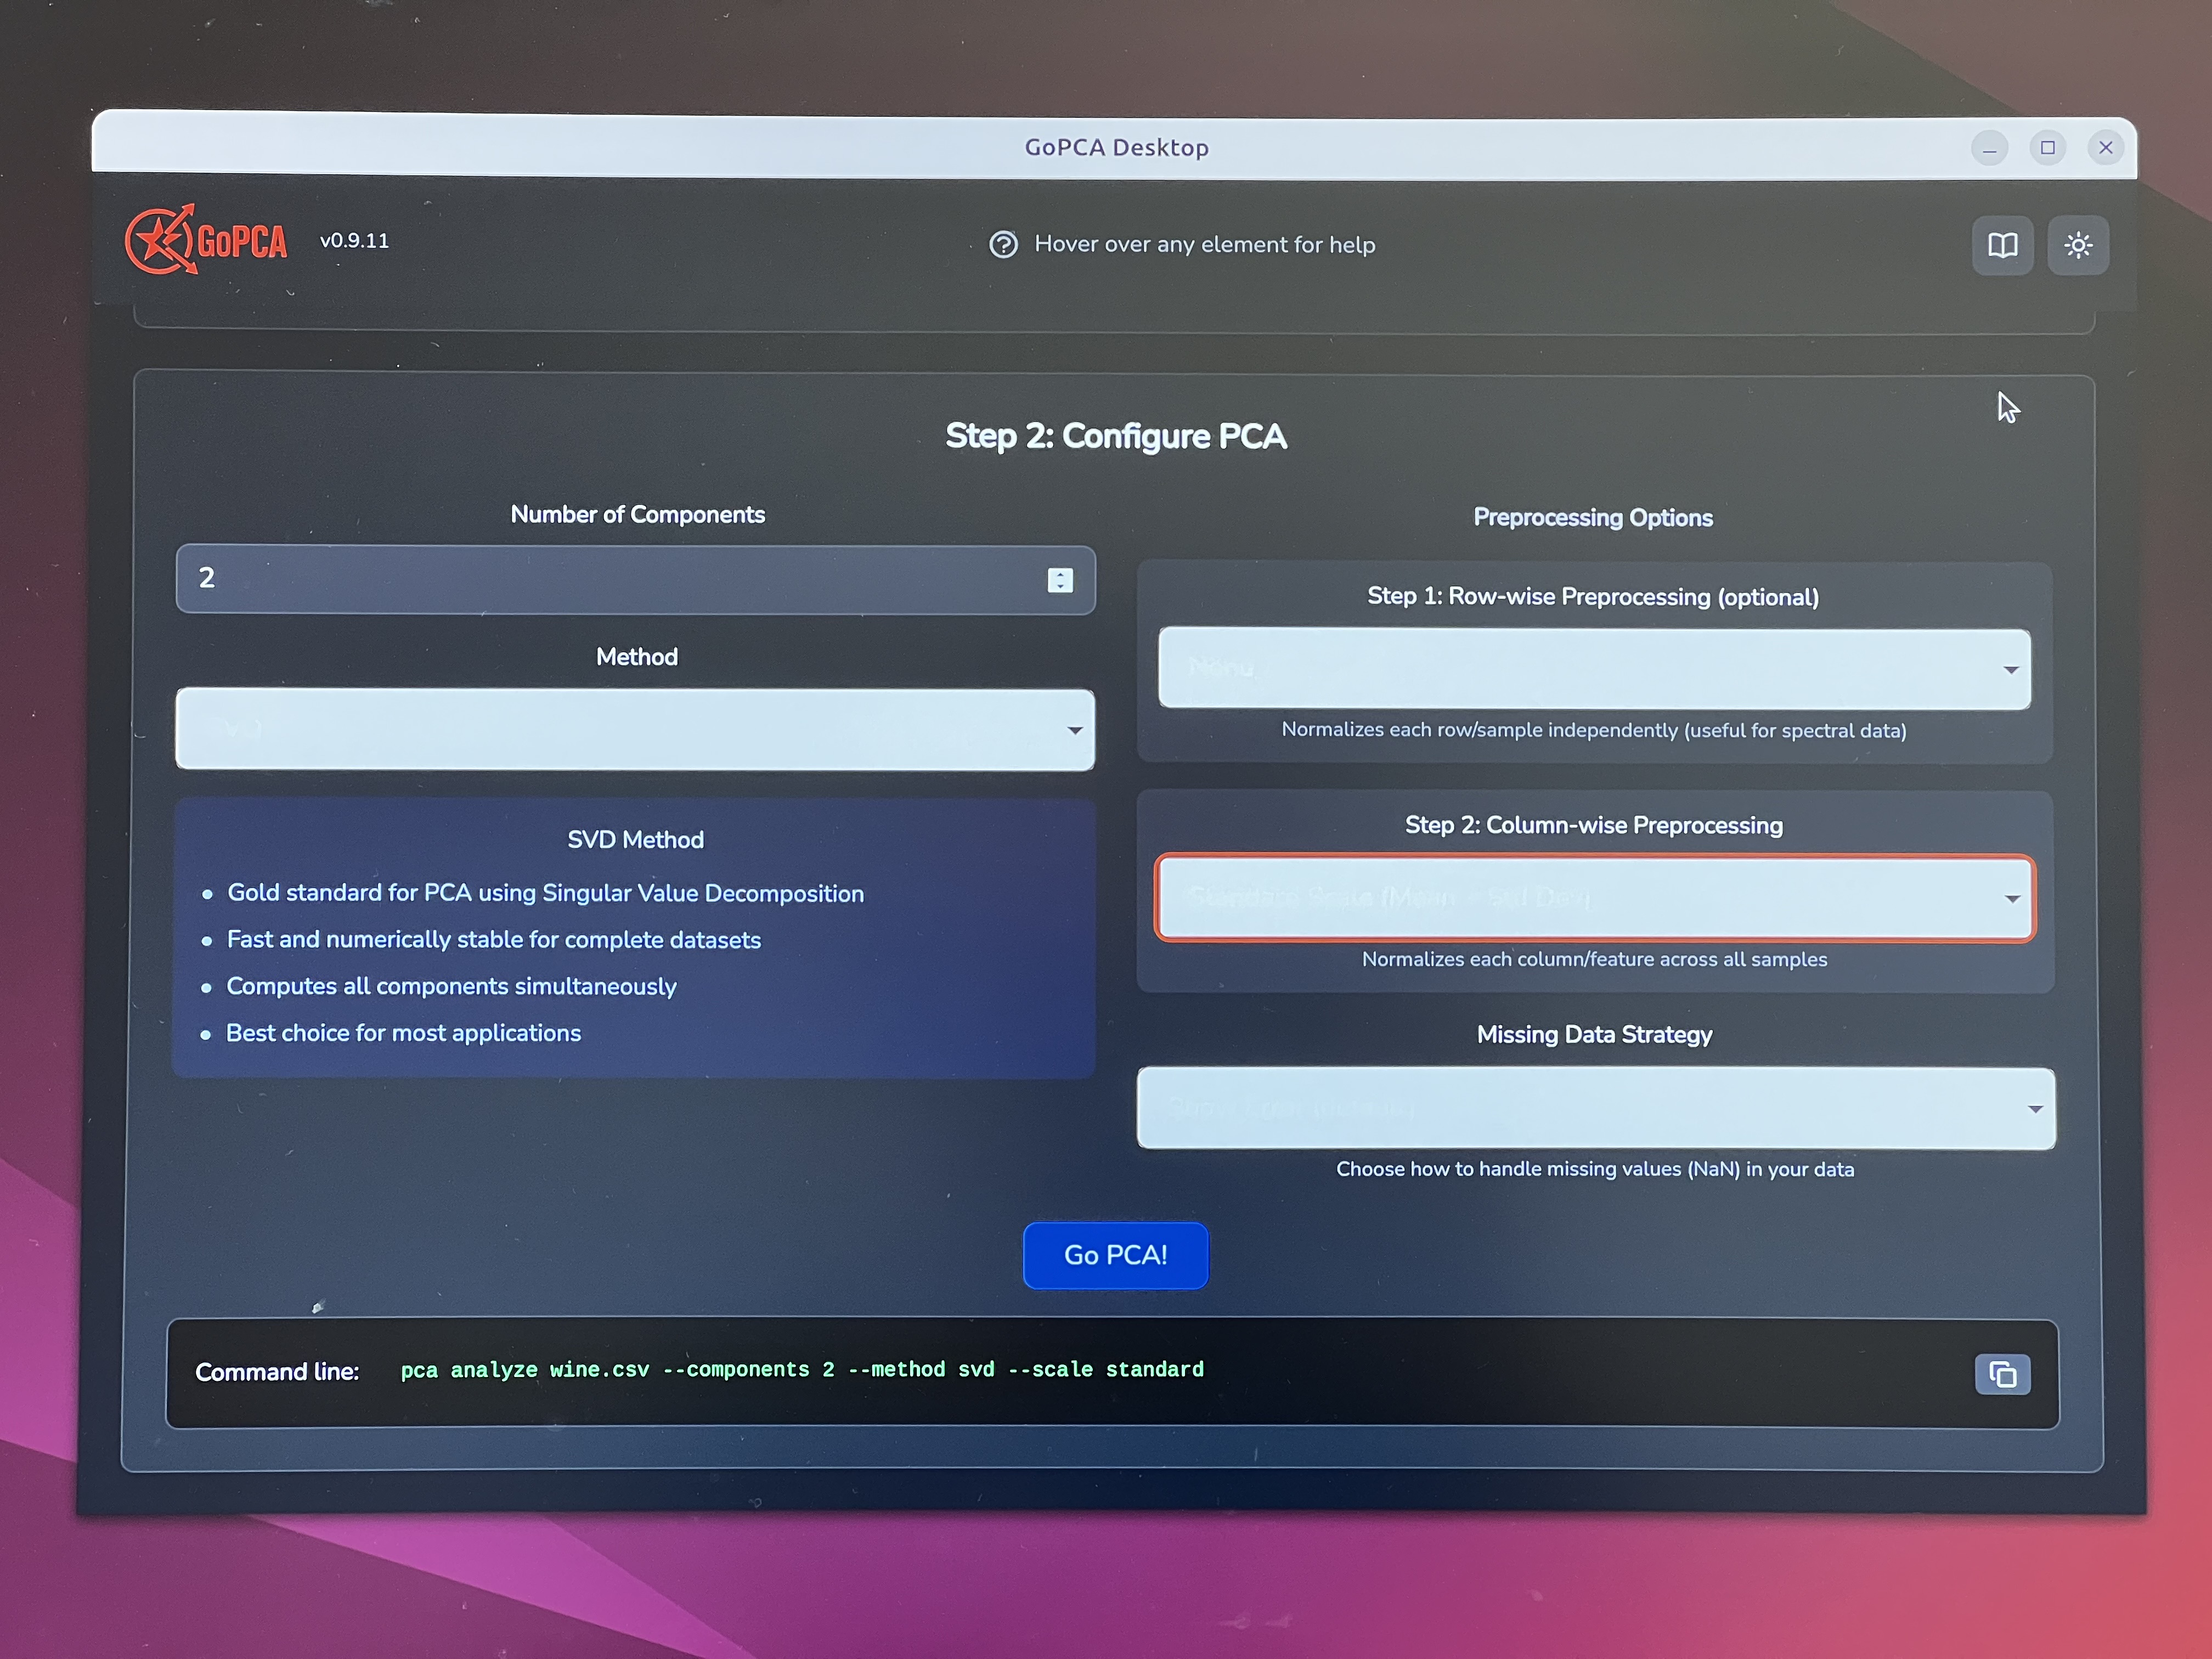 GoPCA Desktop
GoPCA
v0.9.11
Hover over any element for help
Step 2: Configure PCA
Number of Components
2
Method
SVD Method
Gold standard for PCA using Singular Value Decomposition
Fast and numerically stable for complete datasets
Computes all components simultaneously
Best choice for most applications
Preprocessing Options
Step 1: Row-wise Preprocessing (optional)
Normalizes each row/sample independently (useful for spectral data)
Step 2: Column-wise Preprocessing
Standard Scale (Mean + Std Dev)
Normalizes each column/feature across all samples
Missing Data Strategy
Choose how to handle missing values (NaN) in your data
Go PCA!
Command line: pca analyze wine.csv --components 2 --method svd --scale standard